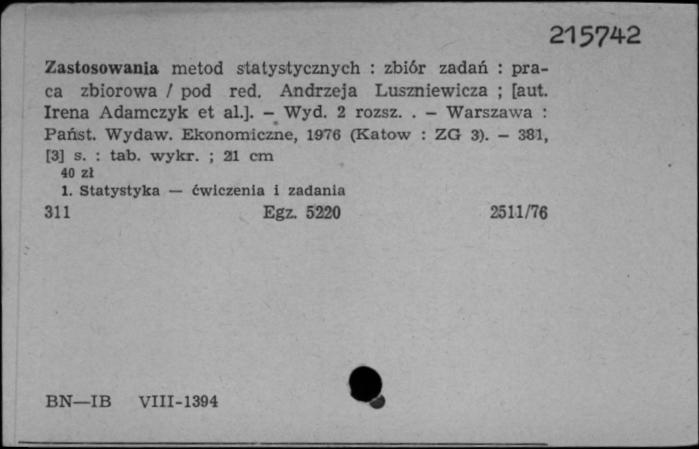 215742
Zastosowania metod statystycznych : zbiór zadań : pra-
ca zbiorowa / pod red. Andrzeja Luszniewicza ; [aut.
Irena Adamczyk et al.]. – Wyd. 2 rozsz. . – Warszawa :
Państ. Wydaw. Ekonomiczne, 1976 (Katow : ZG 3). – 381,
[3] s. : tab. wykr. ; 21 cm
40 zł
1. Statystyka — ćwiczenia i zadania
311 Egz. 5220 2511/76
BN—IB VIII-1394